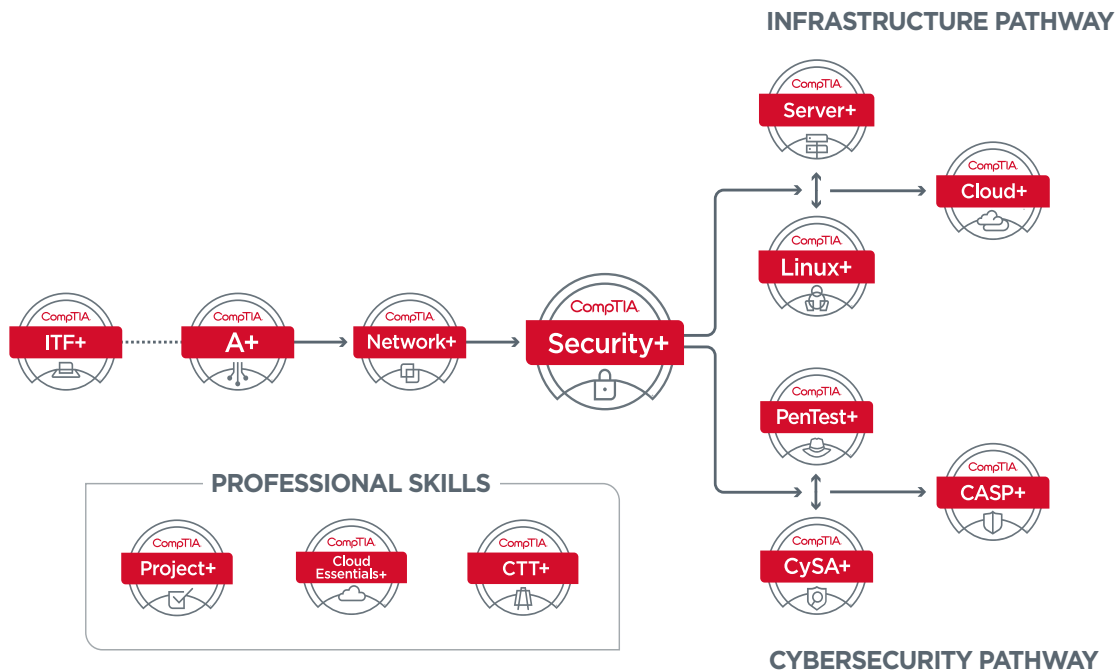 INFRASTRUCTURE PATHWAY
CompTIA.
Server+
CompTIA.
Cloud+
CompTIA.
Linux+
CompTIA.
ITF+
CompTIA.
A+
CompTIA.
Network+
CompTIA.
Security+
CompTIA.
PenTest+
CompTIA.
CASP+
CompTIA.
CySA+
PROFESSIONAL SKILLS
CompTIA.
Project+
CompTIA.
Cloud
Essentials+
CompTIA.
CTT+
CYBERSECURITY PATHWAY